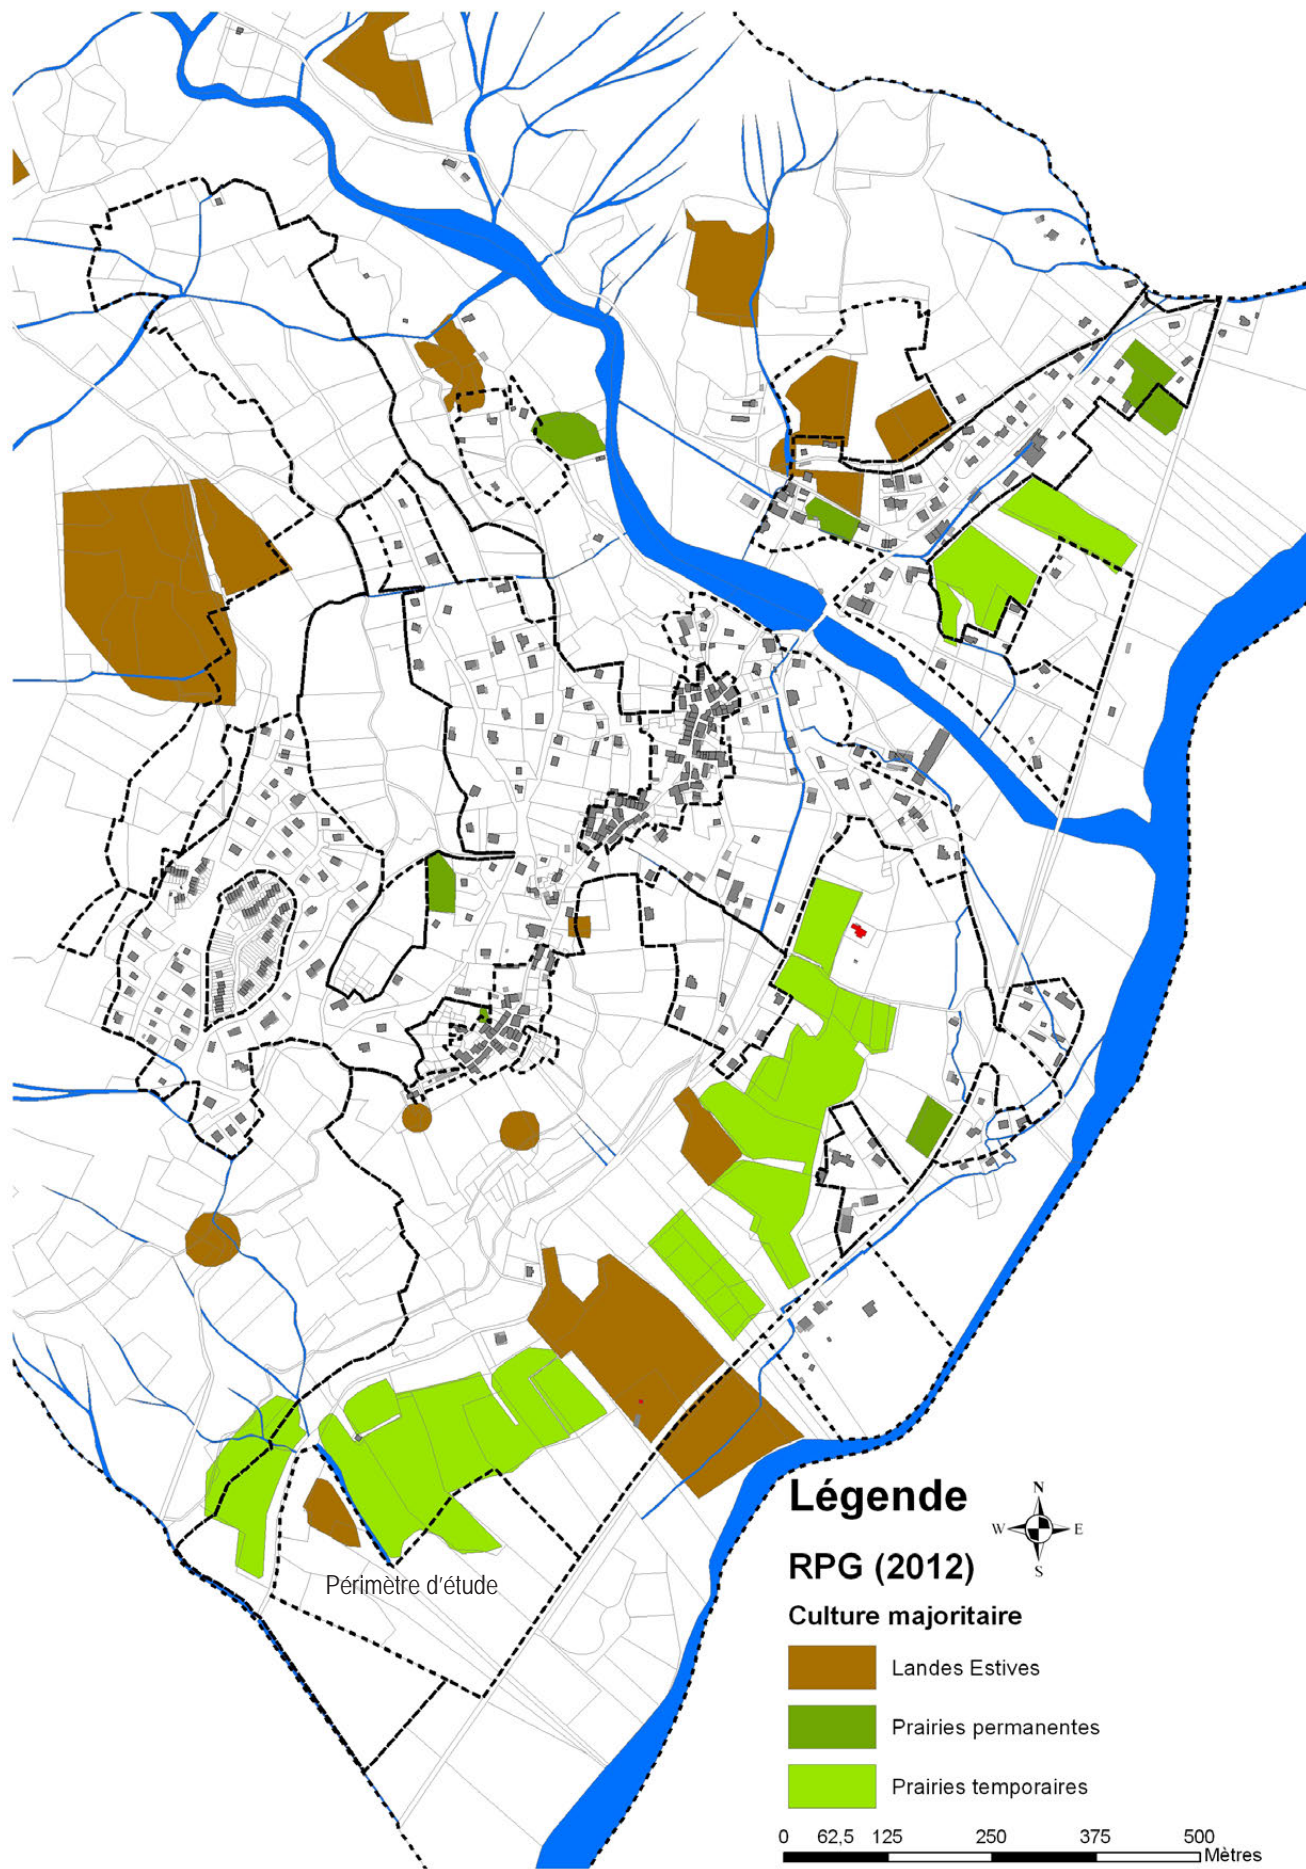 Périmètre d'étude
Légende
N
W E
S
RPG (2012)
Culture majoritaire
Landes Estives
Prairies permanentes
Prairies temporaires
0 62,5 125 250 375 500
Mètres